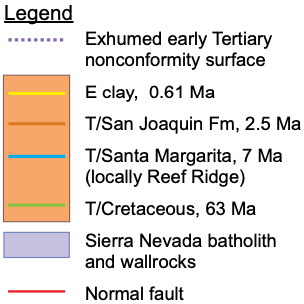 Legend
Exhumed early Tertiary
nonconformity surface
E clay, 0.61 Ma
T/San Joaquin Fm, 2.5 Ma
T/Santa Margarita, 7 Ma
(locally Reef Ridge)
T/Cretaceous, 63 Ma
Sierra Nevada batholith
and wallrocks
Normal fault